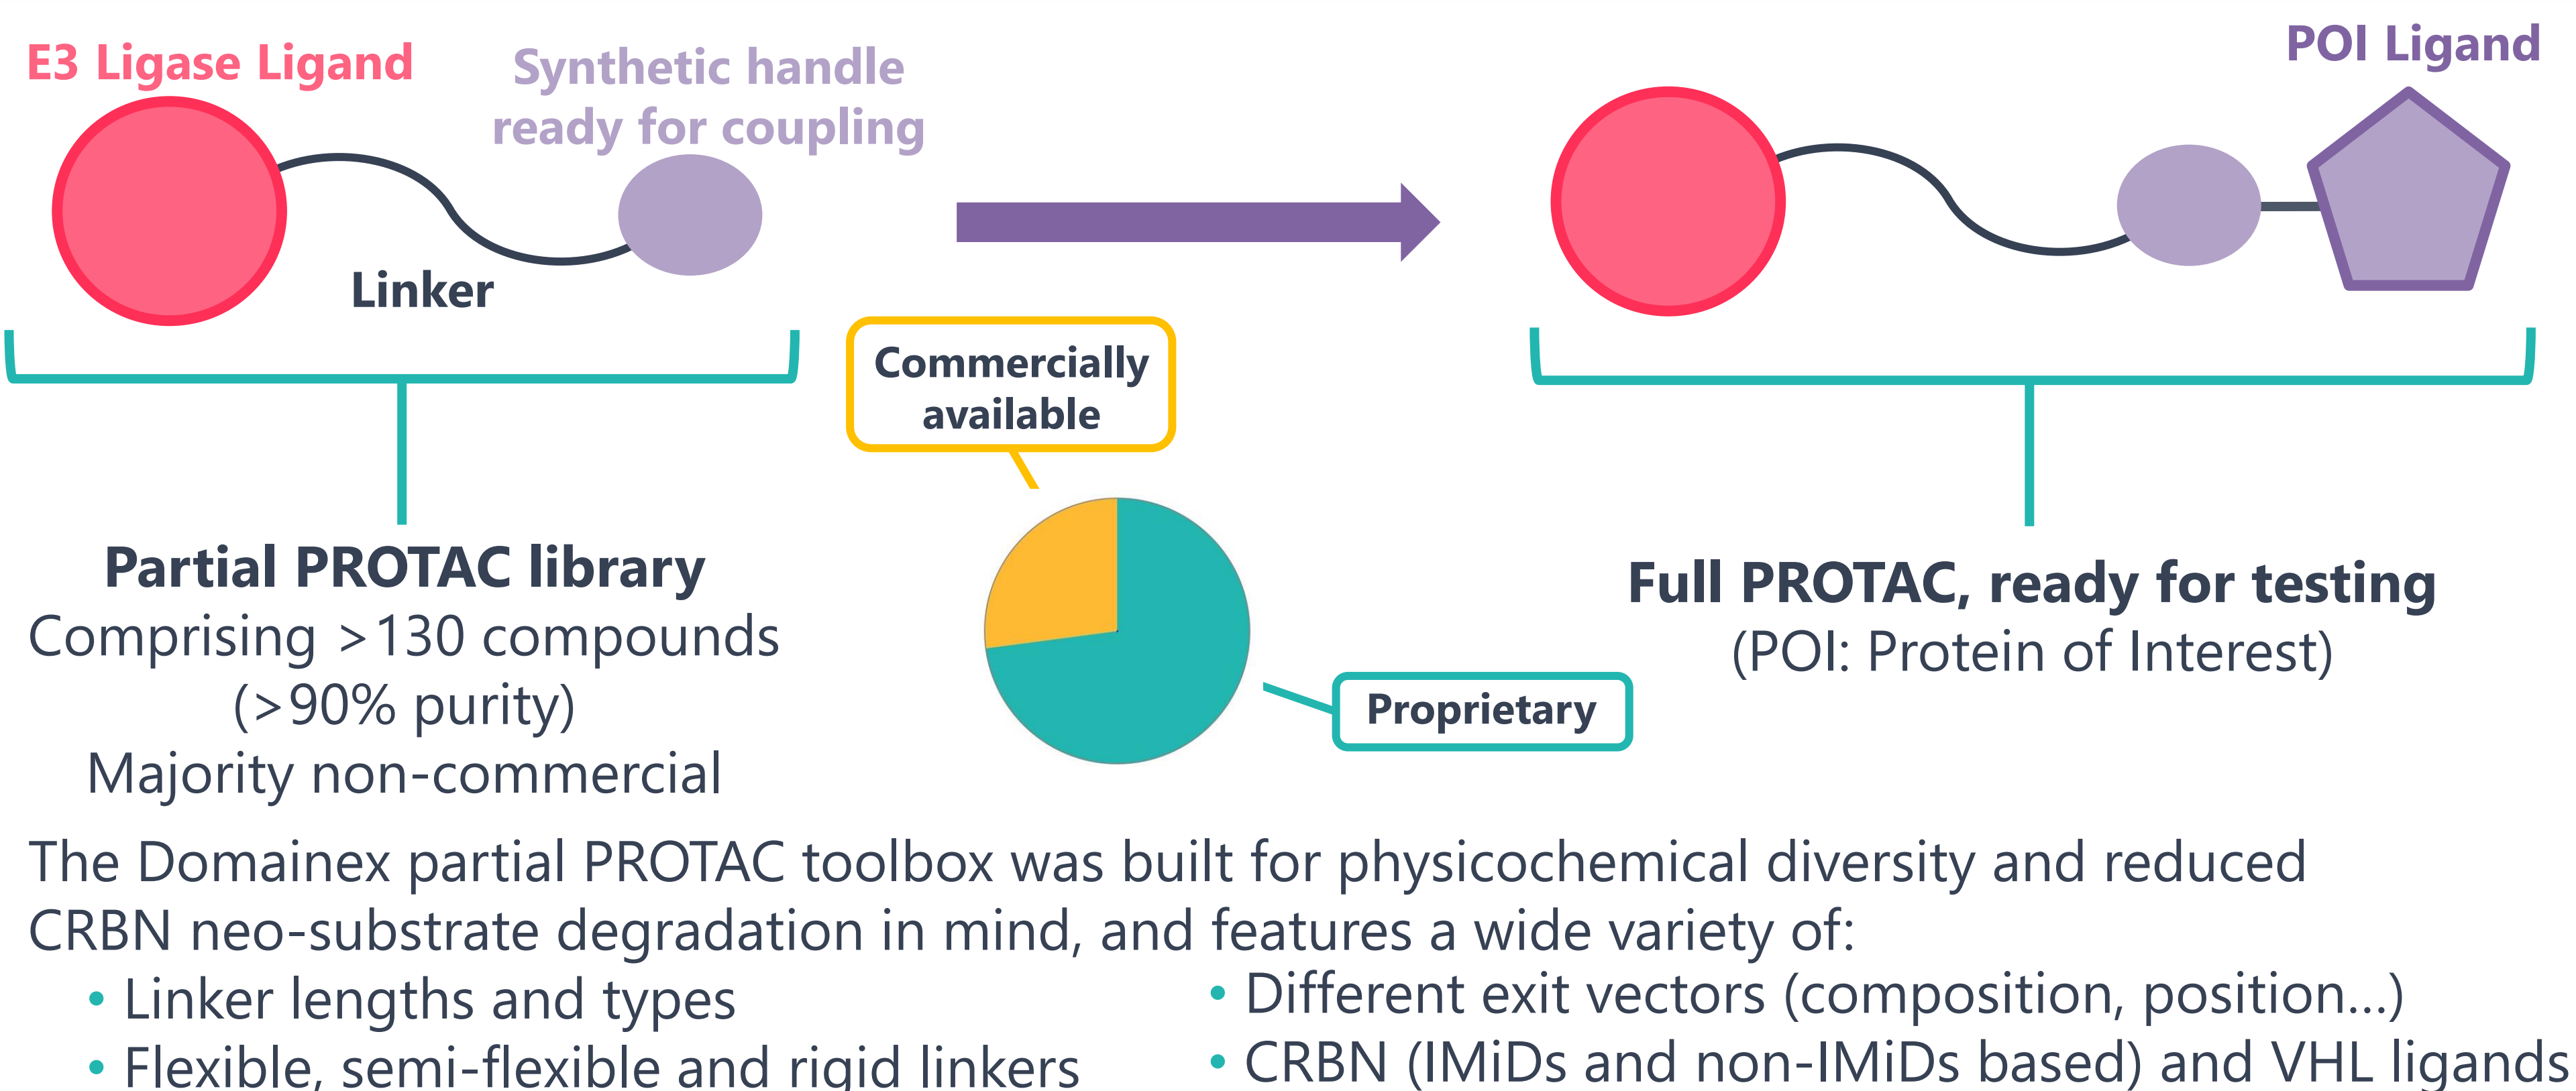 E3 Ligase Ligand
Synthetic handle
ready for coupling
POI Ligand
Linker
Commercially
available
Proprietary
Partial PROTAC library
Comprising >130 compounds
(>90% purity)
Majority non-commercial
Full PROTAC, ready for testing
(POI: Protein of Interest)
The Domainex partial PROTAC toolbox was built for physicochemical diversity and reduced
CRBN neo-substrate degradation in mind, and features a wide variety of:
• Linker lengths and types
• Flexible, semi-flexible and rigid linkers
• Different exit vectors (composition, position...)
• CRBN (IMiDs and non-IMiDs based) and VHL ligands